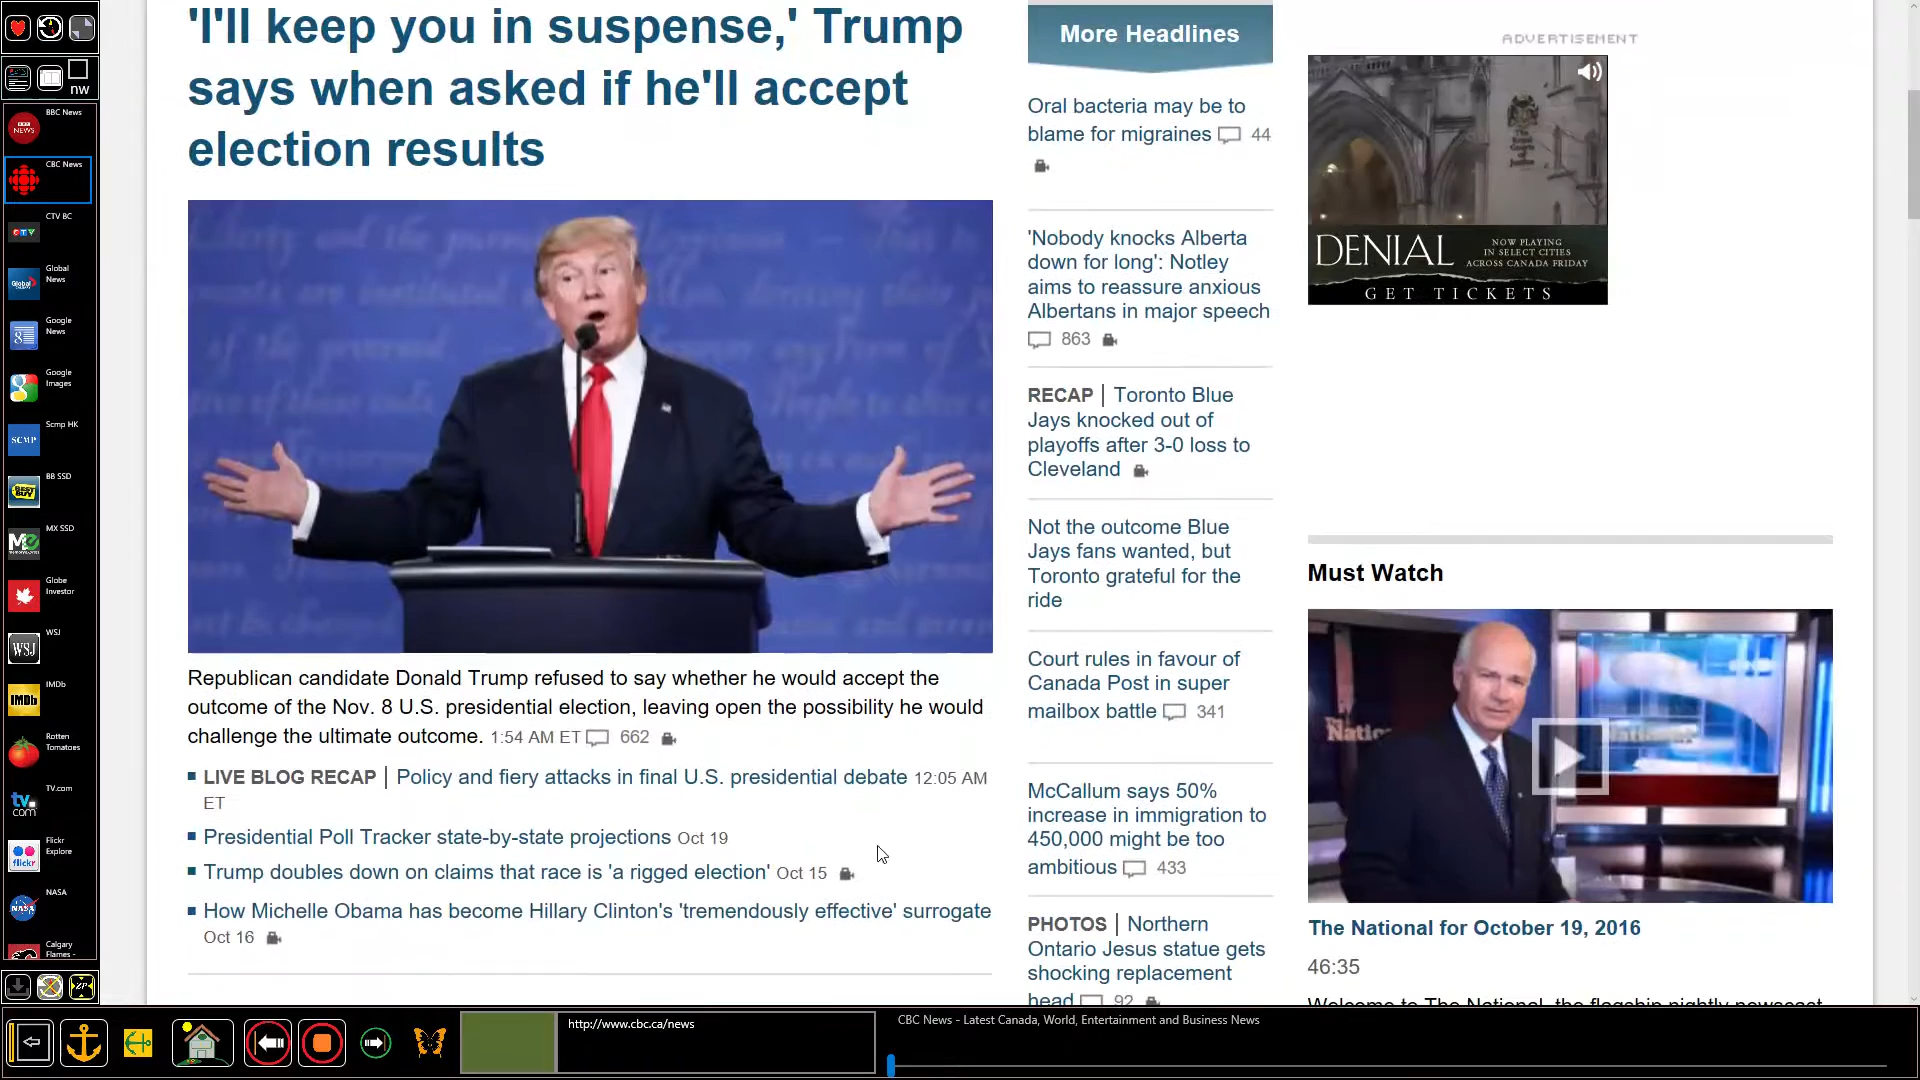 nw
BBC News
CBC News
CTV BC
Global
News
Google
News
Google
Images
Scmp HK
BB SSD
MX SSD
Globe
Investor
WSJ
IMDb
Rotten
Tomatoes
TV.com
Flickr
Explore
NASA
Calgary
Flames -
'I'll keep you in suspense,' Trump
says when asked if he'll accept
election results
Republican candidate Donald Trump refused to say whether he would accept the
outcome of the Nov. 8 U.S. presidential election, leaving open the possibility he would
challenge the ultimate outcome. 1:54 AM ET 662
LIVE BLOG RECAP | Policy and fiery attacks in final U.S. presidential debate 12:05 AM
ET
Presidential Poll Tracker state-by-state projections Oct 19
Trump doubles down on claims that race is 'a rigged election' Oct 15
How Michelle Obama has become Hillary Clinton's 'tremendously effective' surrogate
Oct 16
More Headlines
Oral bacteria may be to
blame for migraines 44
'Nobody knocks Alberta
down for long': Notley
aims to reassure anxious
Albertans in major speech
863
RECAP | Toronto Blue
Jays knocked out of
playoffs after 3-0 loss to
Cleveland
Not the outcome Blue
Jays fans wanted, but
Toronto grateful for the
ride
Court rules in favour of
Canada Post in super
mailbox battle 341
McCallum says 50%
increase in immigration to
450,000 might be too
ambitious 433
PHOTOS | Northern
Ontario Jesus statue gets
shocking replacement
head 92
ADVERTISEMENT
DENIAL
NOW PLAYING
IN SELECT CITIES
ACROSS CANADA FRIDAY
GET TICKETS
Must Watch
The National for October 19, 2016
46:35
Welcome to The National, the flagship nightly newscast
http://www.cbc.ca/news
CBC News - Latest Canada, World, Entertainment and Business News